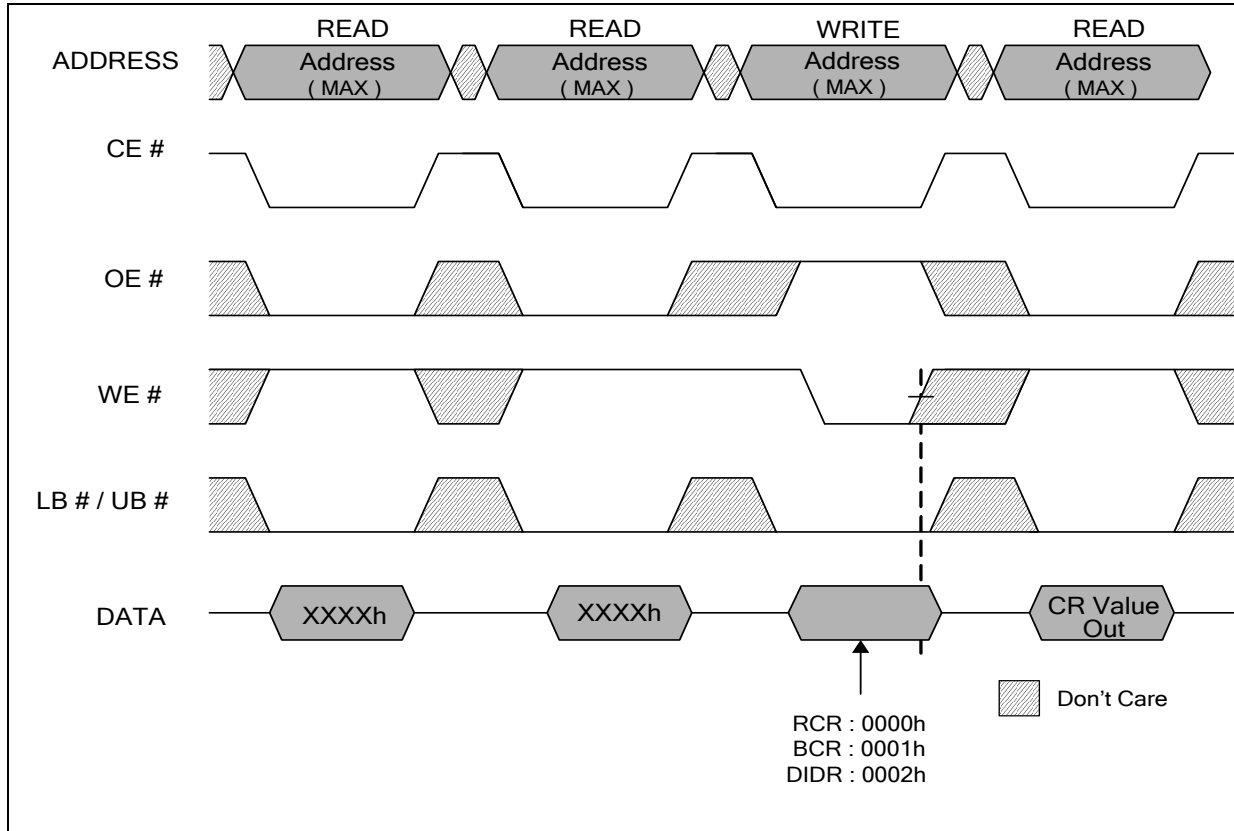 READ READ WRITE READ
ADDRESS Address Address Address Address
( MAX ) ( MAX ) ( MAX ) ( MAX )
CE #
OE #
WE #
LB # / UB #
DATA XXXXh XXXXh CR Value
Out
Don't Care
RCR : 0000h
BCR : 0001h
DIDR : 0002h